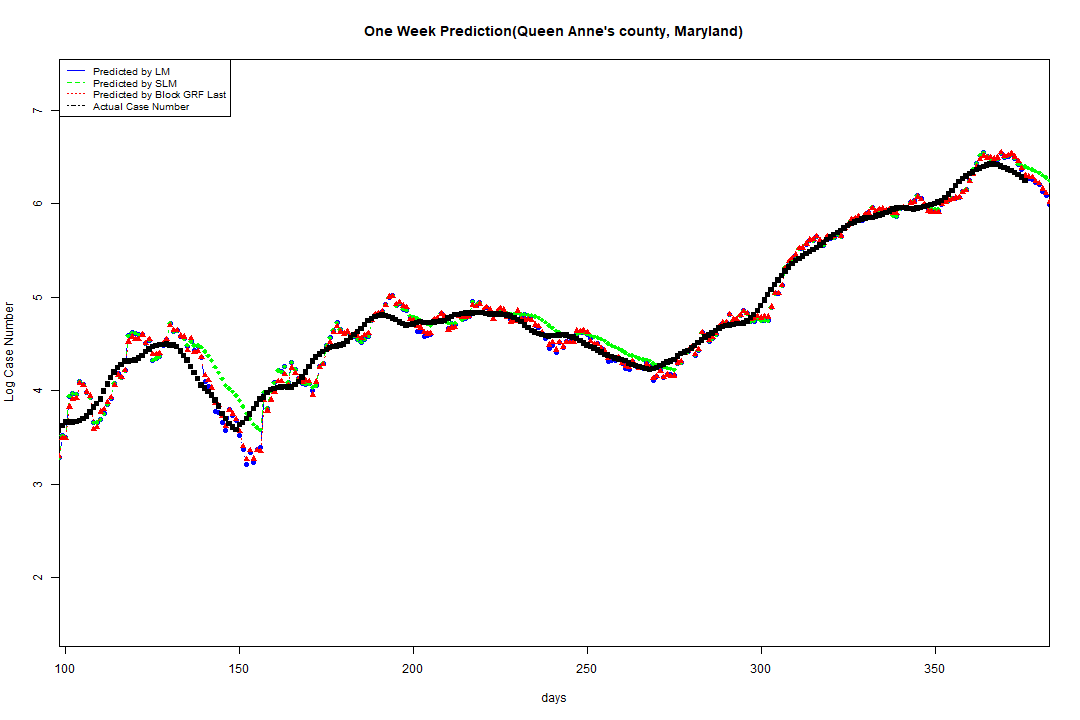 One Week Prediction(Queen Anne's county, Maryland)
Predicted by LM
Predicted by SLM
Predicted by Block GRF Last
Actual Case Number
7
6
5
4
3
2
Log Case Number
100 150 200 250 300 350
days